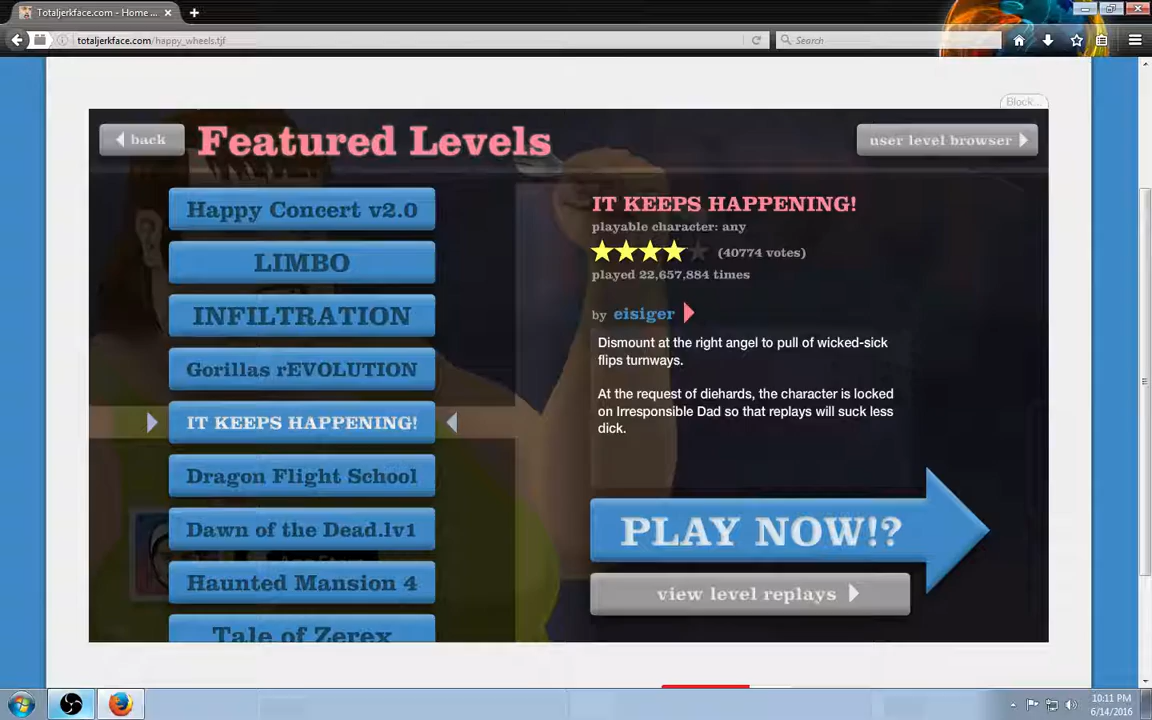 Totaljerkface.com - Home ...
totaljerkface.com/happy_wheels.tjf
Search
Block...
back
Featured Levels
user level browser
Happy Concert v2.0
LIMBO
INFILTRATION
Gorillas rEVOLUTION
IT KEEPS HAPPENING!
Dragon Flight School
Dawn of the Dead.lv1
Haunted Mansion 4
Tale of Zerex
IT KEEPS HAPPENING!
playable character: any
(40774 votes)
played 22,657,884 times
by eisiger
Dismount at the right angel to pull of wicked-sick
flips turnways.
At the request of diehards, the character is locked
on Irresponsible Dad so that replays will suck less
dick.
PLAY NOW!?
view level replays
10:11 PM
6/14/2016